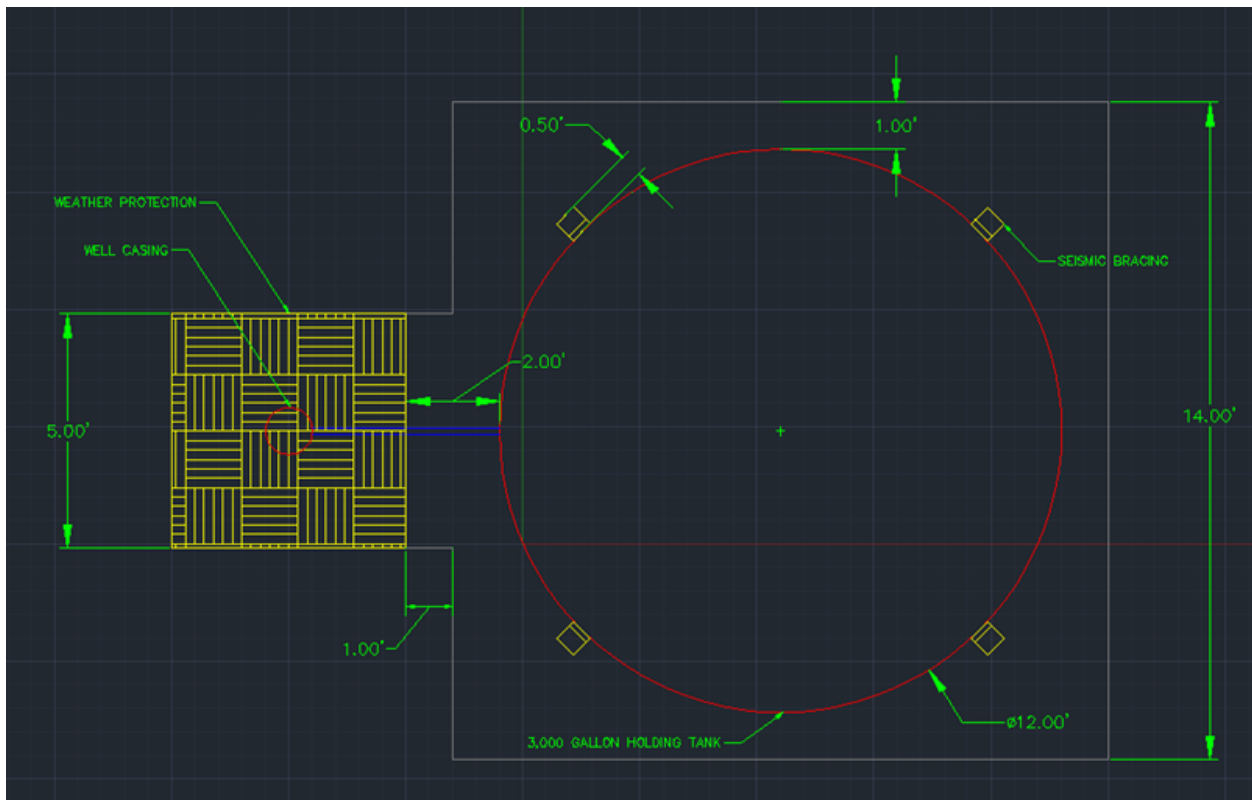 0.50'
1.00'
WEATHER PROTECTION
WELL CASING
SEISMIC BRACING
2.00'
5.00'
14.00'
1.00'
ø12.00'
3,000 GALLON HOLDING TANK